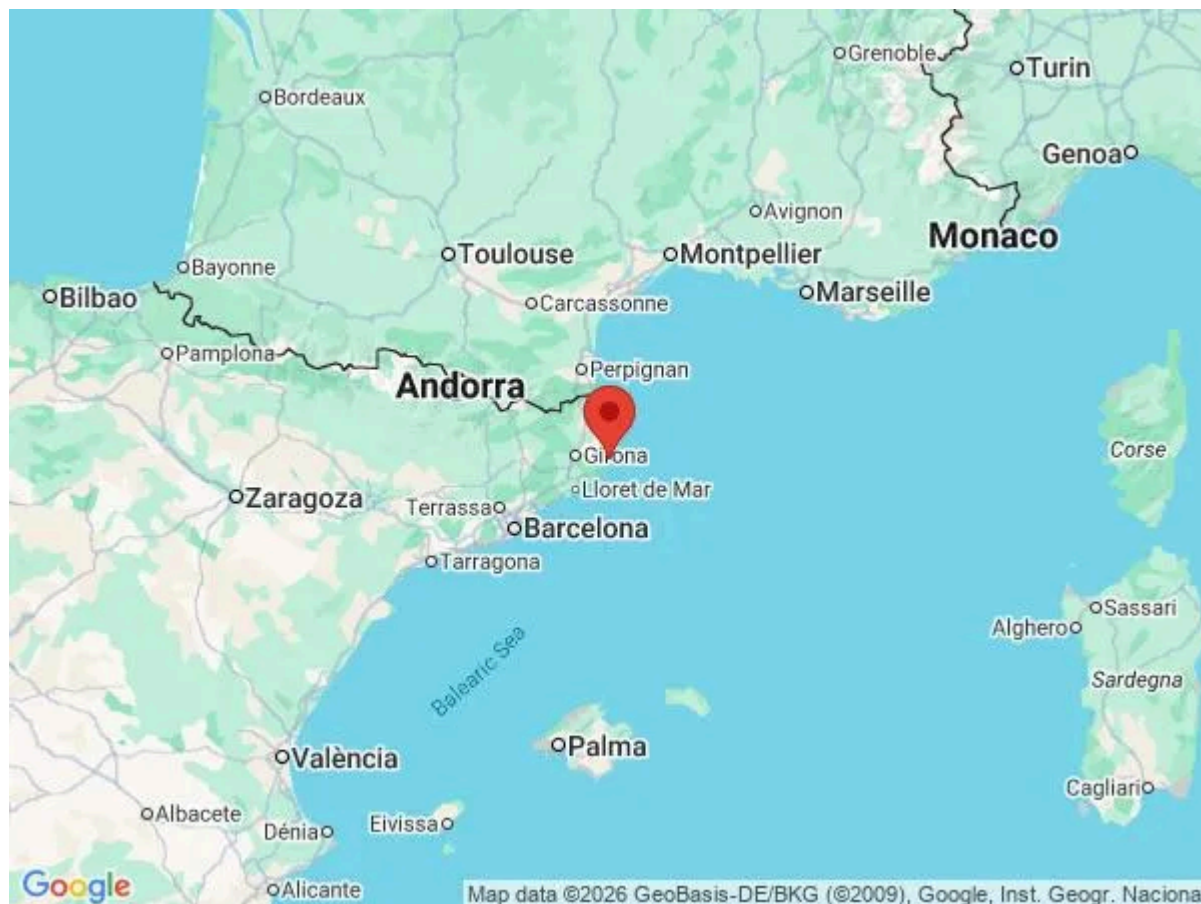 Grenoble
Turin
Bordeaux
Genoa
Avignon
Monaco
Toulouse
Montpellier
Bayonne
Marseille
Bilbao
Carcassonne
Pamplona
Perpignan
Andorra
Corse
Girona
Lloret de Mar
Zaragoza
Terrassa
Barcelona
Tarragona
Sassari
Alghero
Balearic Sea
Sardegna
Palma
València
Cagliari
Albacete
Eivissa
Dénia
Google
Alicante
Map data ©2026 GeoBasis-DE/BKG (©2009), Google, Inst. Geogr. Naciona